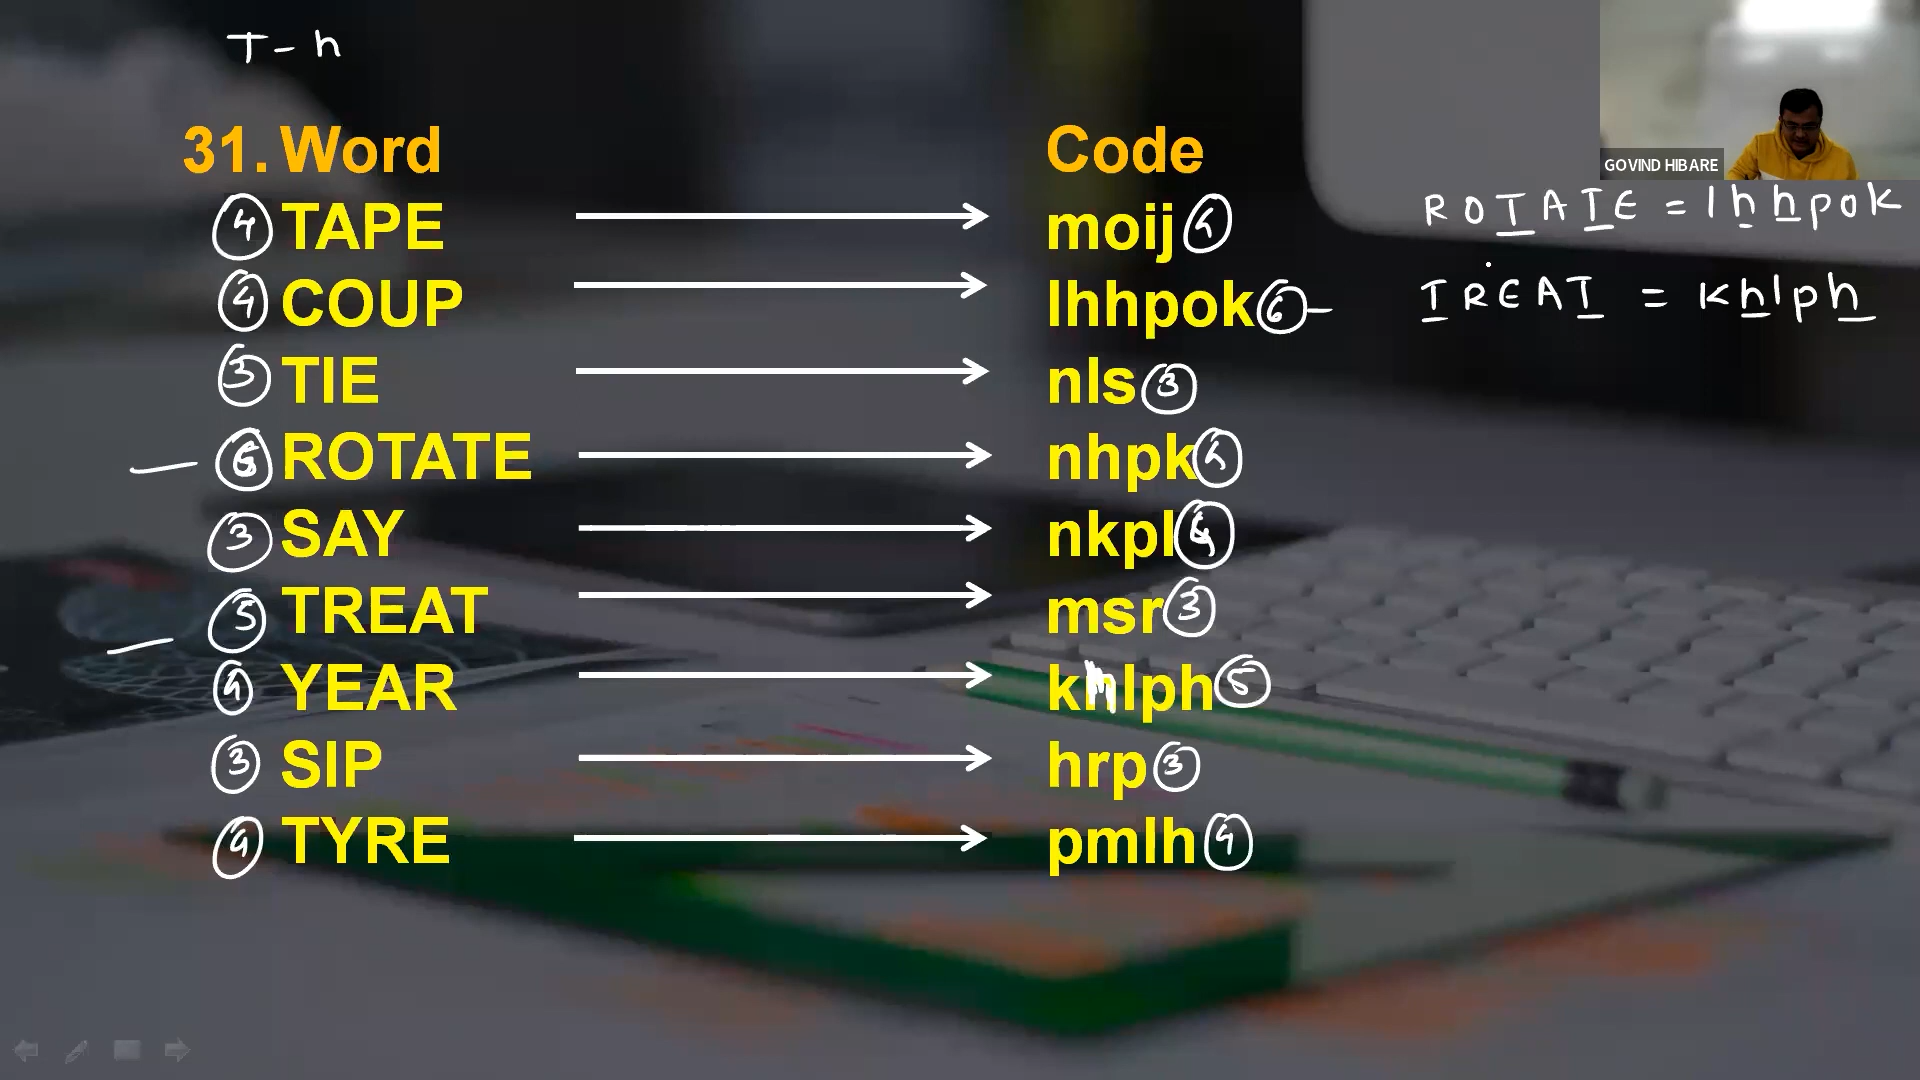 T - h
31. Word Code
GOVIND HIBARE
4 TAPE moij 4
ROTATE = lhhpok
4 COUP lhhpok 6
TREAT = khlph
3 TIE nls 3
6 ROTATE nhpk 4
3 SAY nkpl 4
5 TREAT msr 3
4 YEAR khlph 5
3 SIP hrp 3
4 TYRE pmlh 4